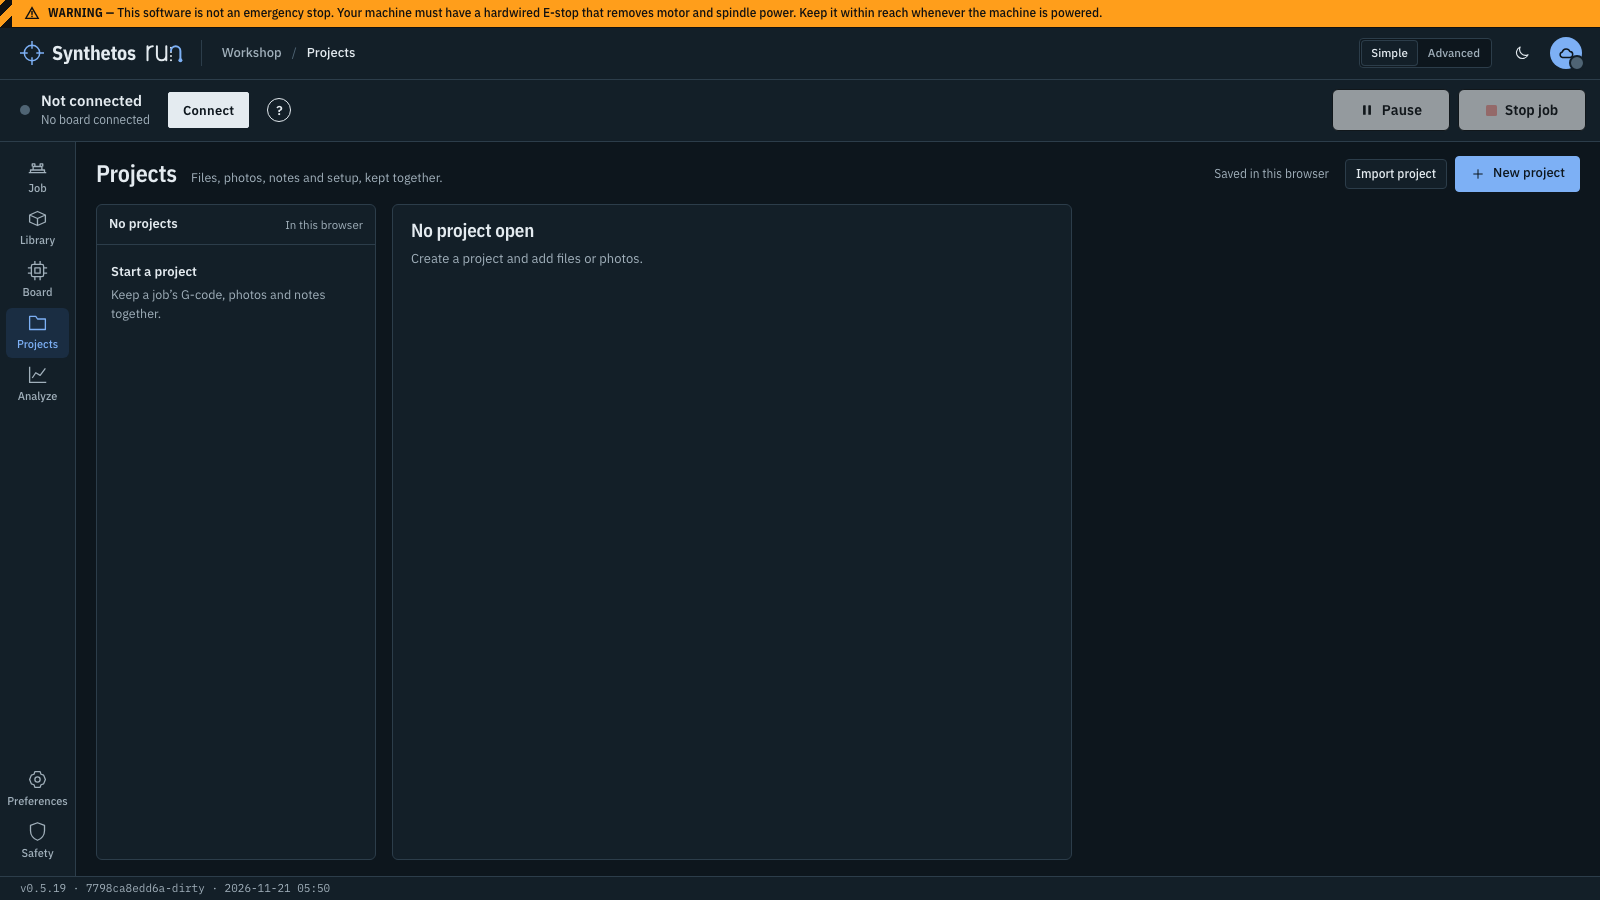 WARNING — This software is not an emergency stop. Your machine must have a hardwired E-stop that removes motor and spindle power. Keep it within reach whenever the machine is powered.
Synthetos run
Workshop / Projects
Simple Advanced
Not connected
No board connected
Connect
?
Pause
Stop job
Job
Library
Board
Projects
Analyze
Preferences
Safety
Projects Files, photos, notes and setup, kept together.
Saved in this browser
Import project
+ New project
No projects In this browser
Start a project
Keep a job’s G-code, photos and notes
together.
No project open
Create a project and add files or photos.
v0.5.19 · 7798ca8edd6a-dirty · 2026-11-21 05:50